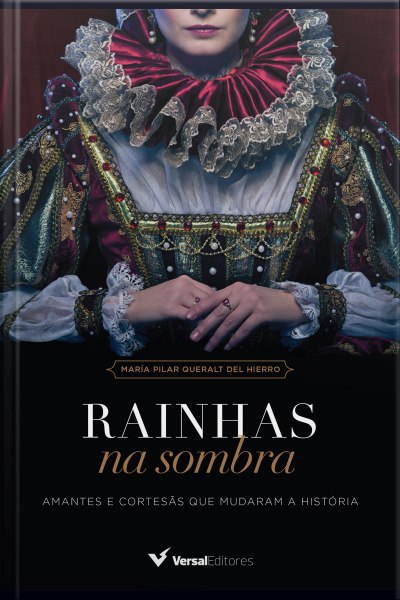 MARÍA PILAR QUERALT DEL HIERRO
RAINHAS
na sombra
AMANTES E CORTESÃS QUE MUDARAM A HISTÓRIA
VersalEditores